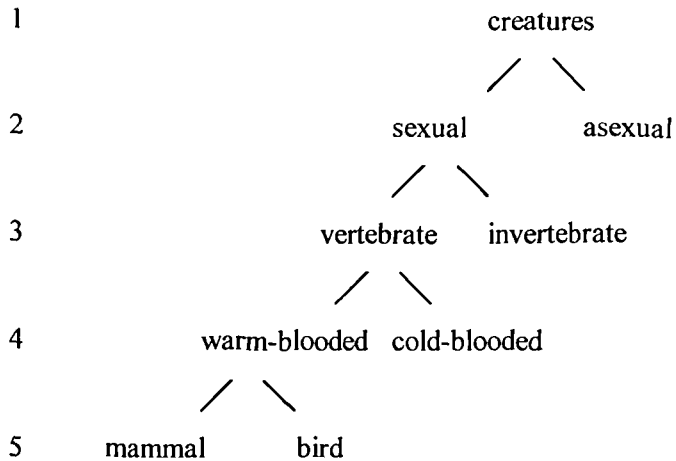 1 creatures
2 sexual asexual
3 vertebrate invertebrate
4 warm-blooded cold-blooded
5 mammal bird